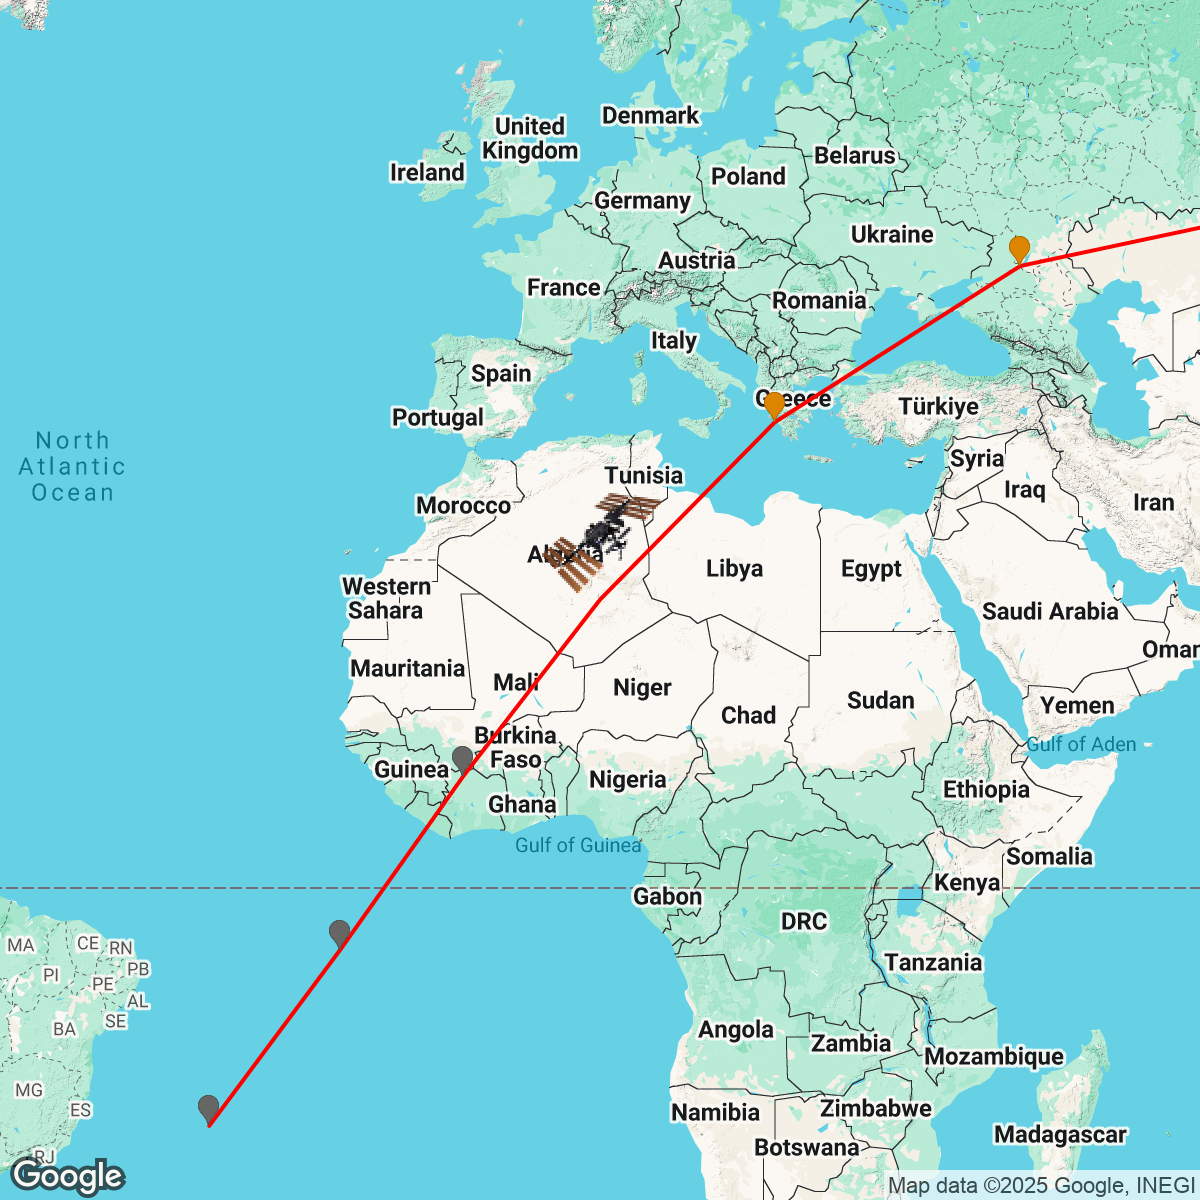 Denmark
United
Kingdom
Ireland
Belarus
Poland
Germany
Ukraine
Austria
France
Romania
Italy
Spain
Greece
Türkiye
Portugal
North
Atlantic
Ocean
Syria
Tunisia
Iraq
Iran
Morocco
Algeria
Libya
Egypt
Western
Sahara
Saudi Arabia
Oman
Mauritania
Mali
Niger
Sudan
Yemen
Chad
Burkina
Faso
Gulf of Aden
Guinea
Nigeria
Ethiopia
Ghana
Gulf of Guinea
Somalia
Kenya
Gabon
DRC
MA
CE
RN
PI
PE
PB
AL
SE
BA
Tanzania
Angola
Zambia
Mozambique
MG
ES
Namibia
Zimbabwe
Madagascar
Botswana
RJ
Google
Map data ©2025 Google, INEGI